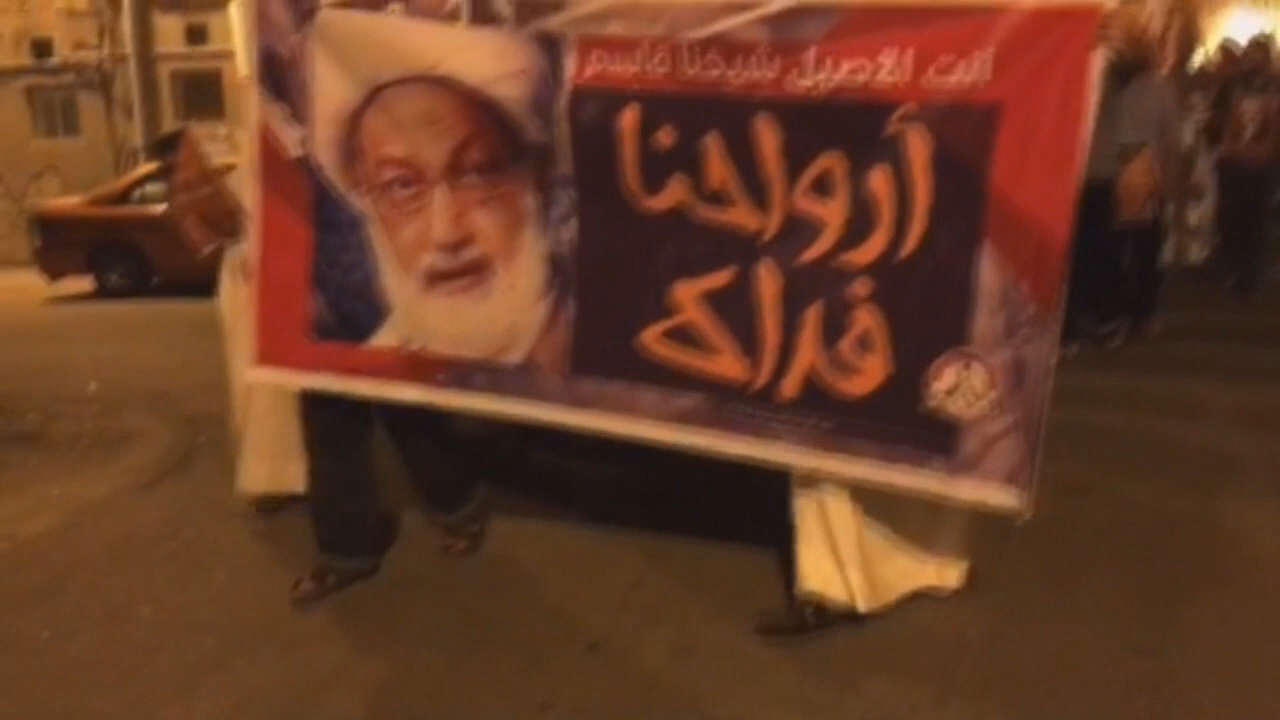 أنت الأصيل شيخنا قاسم
أرواحنا
فداك